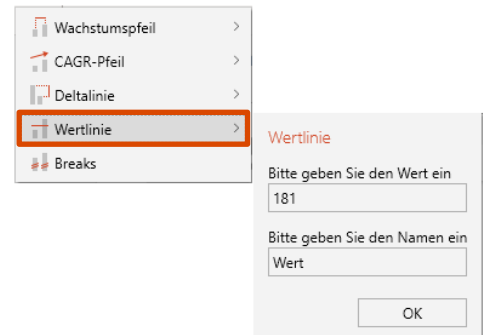 Wachstumspfeil
CAGR-Pfeil
Deltalinie
Wertlinie
Breaks
Wertlinie
Bitte geben Sie den Wert ein
181
Bitte geben Sie den Namen ein
Wert
OK